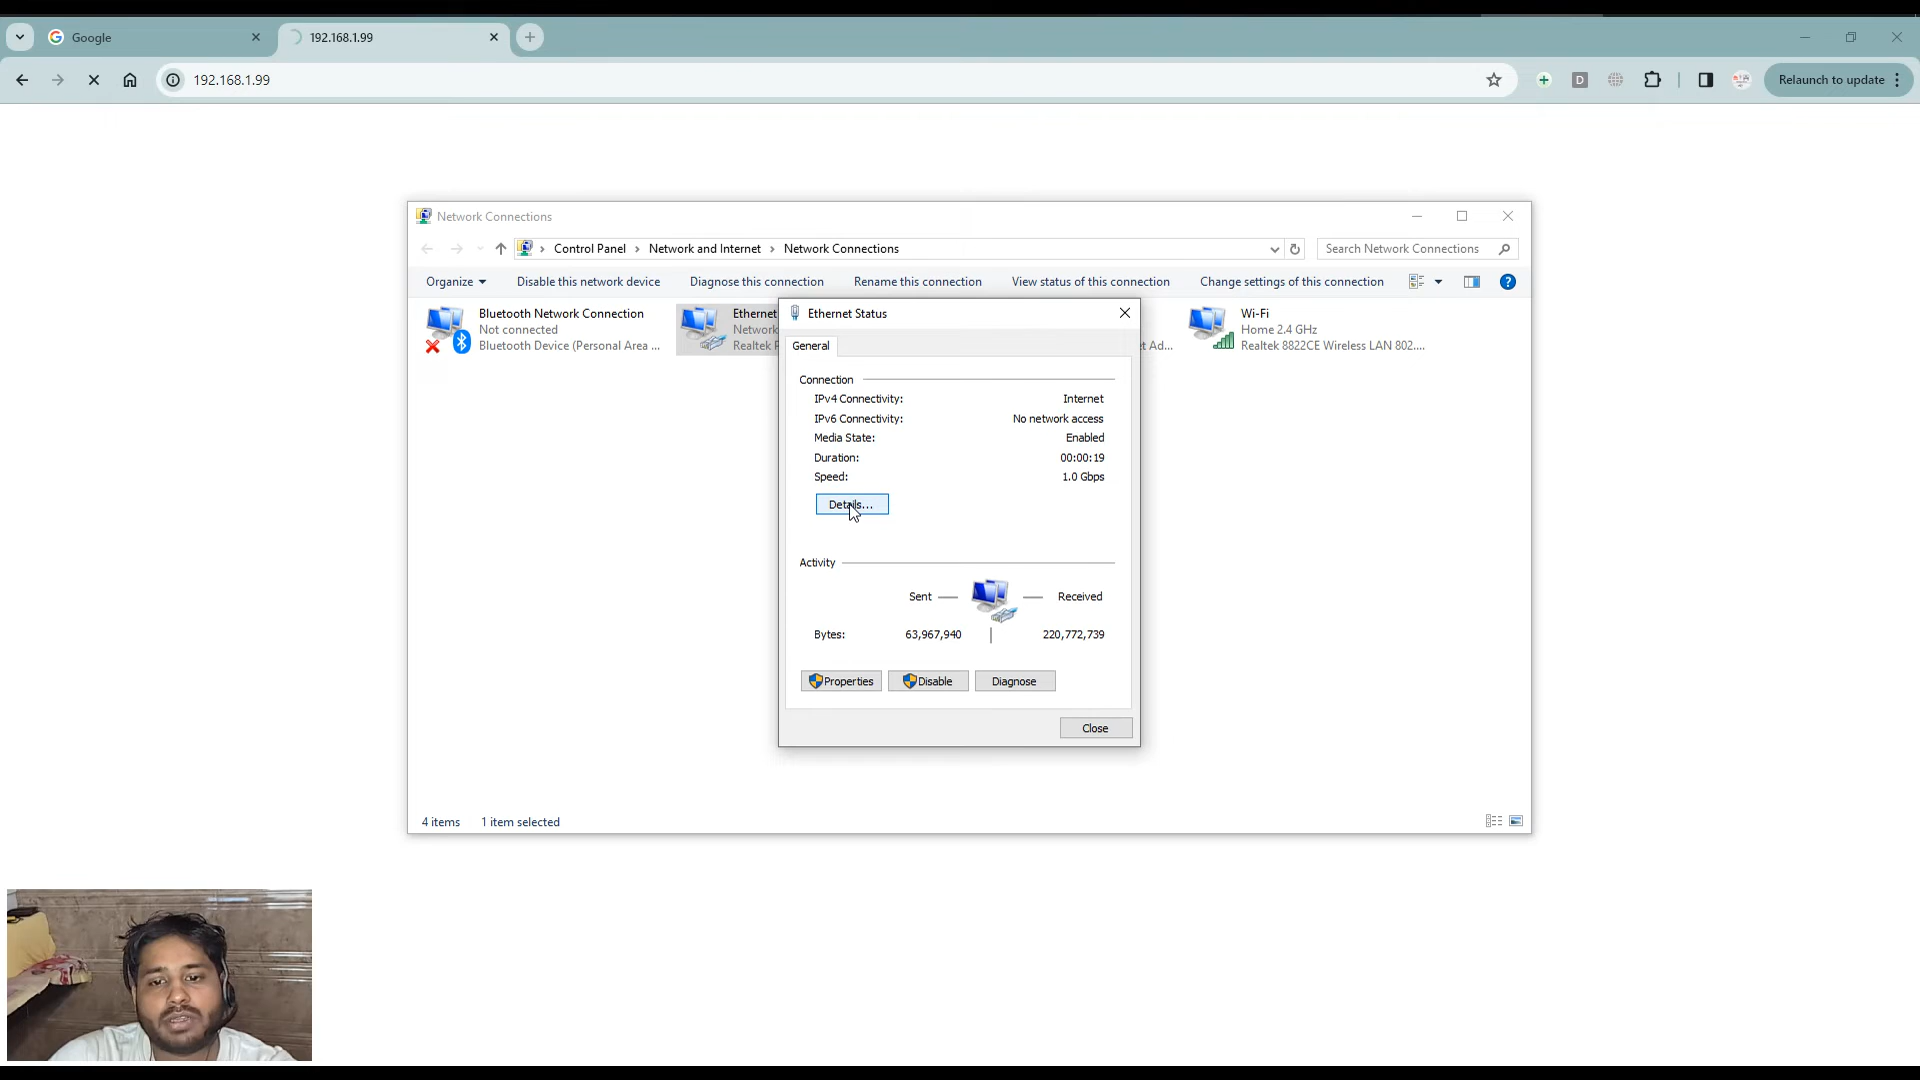 Google
192.168.1.99
192.168.1.99
D
Relaunch to update
Network Connections
Control Panel > Network and Internet > Network Connections
Search Network Connections
Organize
Disable this network device
Diagnose this connection
Rename this connection
View status of this connection
Change settings of this connection
Bluetooth Network Connection
Not connected
Bluetooth Device (Personal Area ...
Ethernet
Network
Realtek
et Ad...
Wi-Fi
Home 2.4 GHz
Realtek 8822CE Wireless LAN 802....
Ethernet Status
General
Connection
IPv4 Connectivity: Internet
IPv6 Connectivity: No network access
Media State: Enabled
Duration: 00:00:19
Speed: 1.0 Gbps
Details...
Activity
Sent
Received
Bytes: 63,967,940 220,772,739
Properties
Disable
Diagnose
Close
4 items
1 item selected